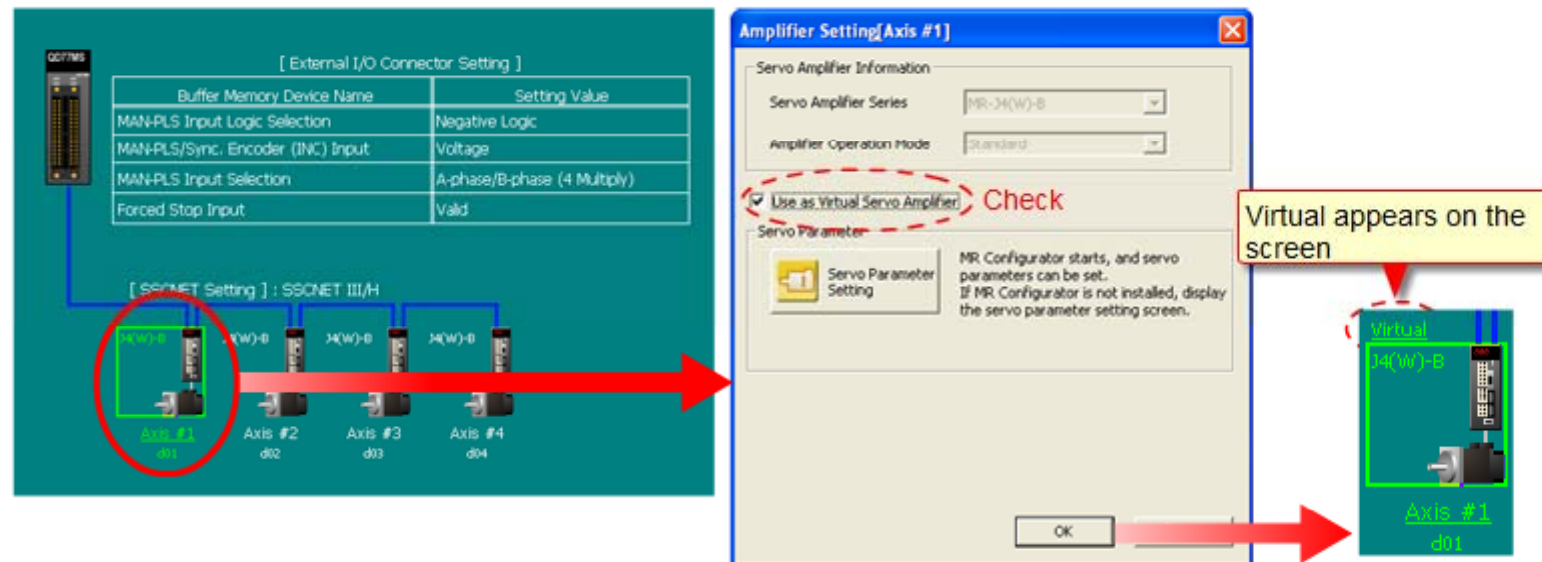 QD77MS
[ External I/O Connector Setting ]
Buffer Memory Device Name Setting Value
MAN-PLS Input Logic Selection Negative Logic
MAN-PLS/Sync. Encoder (INC) Input Voltage
MAN-PLS Input Selection A-phase/B-phase (4 Multiply)
Forced Stop Input Valid
[ SSCNET Setting ] : SSCNET III/H
J4(W)-B J4(W)-B J4(W)-B J4(W)-B
Axis #1 Axis #2 Axis #3 Axis #4
d01 d02 d03 d04
Amplifier Setting[Axis #1]
Servo Amplifier Information
Servo Amplifier Series MR-J4(W)-B
Amplifier Operation Mode Standard
Use as Virtual Servo Amplifier Check
Servo Parameter
Servo Parameter
Setting
MR Configurator starts, and servo
parameters can be set.
If MR Configurator is not installed, display
the servo parameter setting screen.
OK
Virtual appears on the
screen
Virtual
J4(W)-B
Axis #1
d01